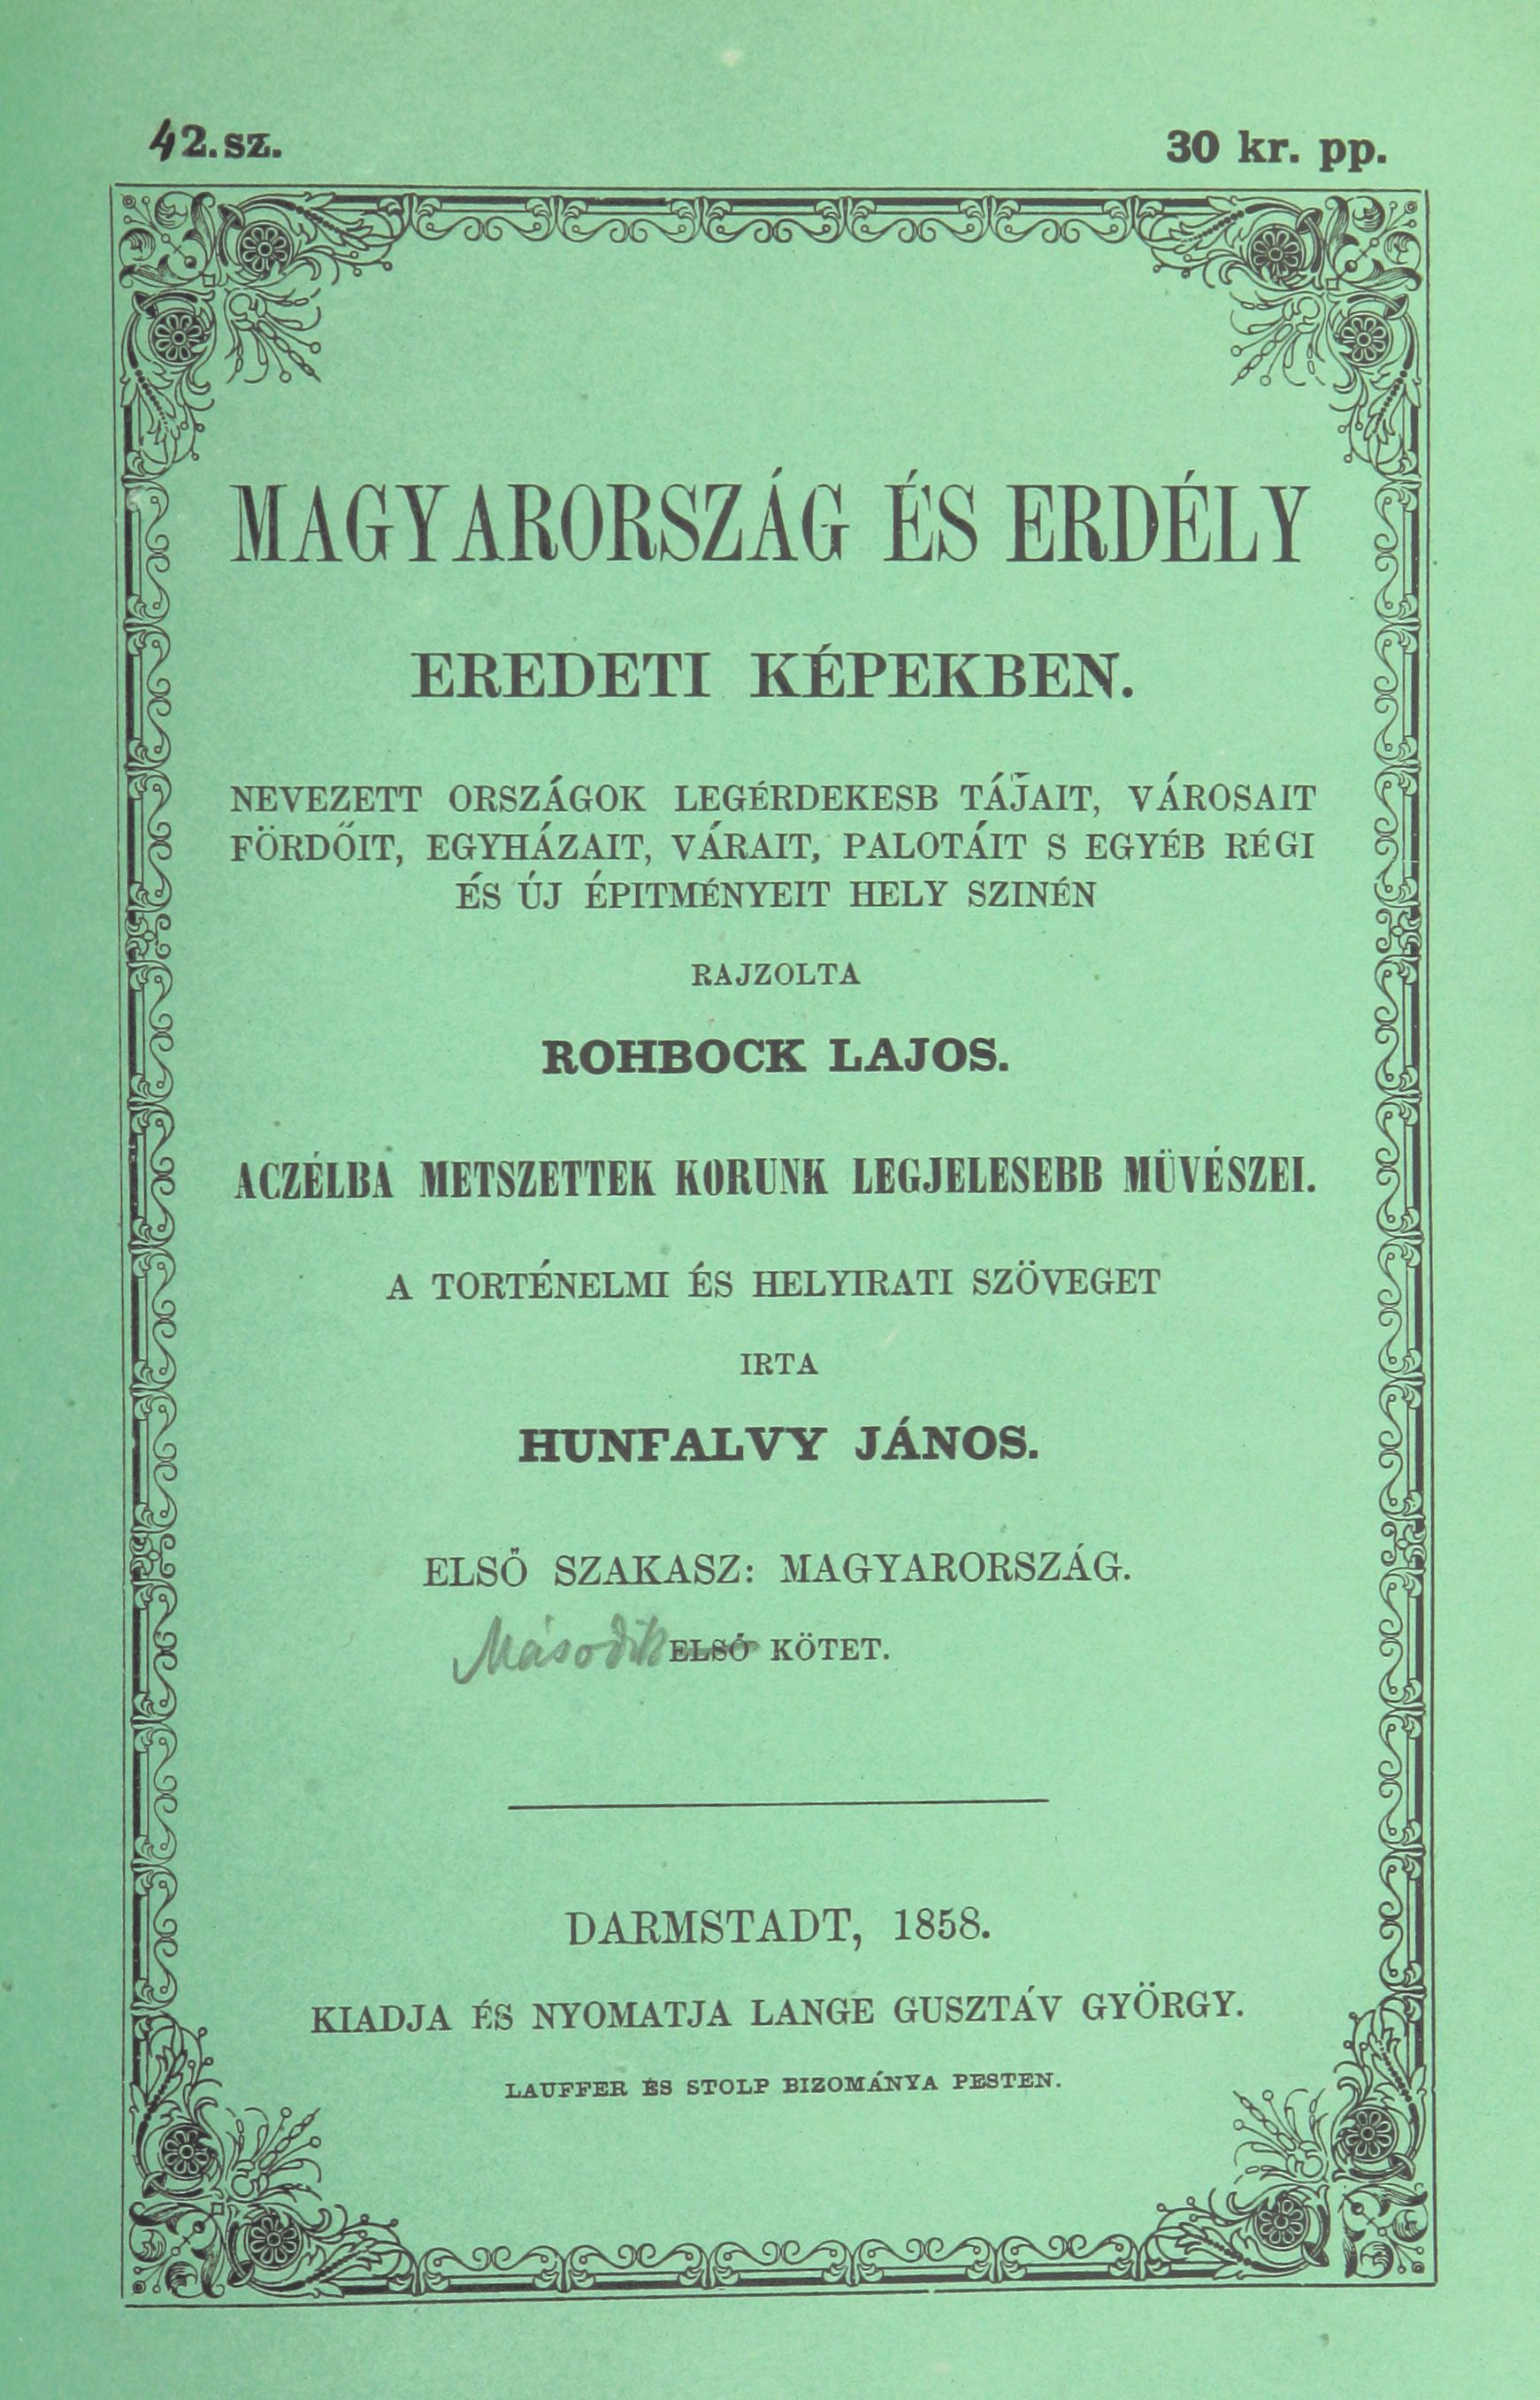 42. sz.
30 kr. pp.
MAGYARORSZÁG ÉS ERDÉLY
EREDETI KÉPEKBEN.
NEVEZETT ORSZÁGOK LEGÉRDEKESB TÁJAIT, VÁROSAIT
FÖRDŐIT, EGYHÁZAIT, VÁRAIT, PALOTÁIT S EGYÉB RÉGI
ÉS ÚJ ÉPITMÉNYEIT HELY SZINÉN
RAJZOLTA
ROHBOCK LAJOS.
ACZÉLBA METSZETTEK KORUNK LEGJELESEBB MÜVÉSZEI.
A TORTÉNELMI ÉS HELYIRATI SZÖVEGET
IRTA
HUNFALVY JÁNOS.
ELSŐ SZAKASZ: MAGYARORSZÁG.
Második ELSŐ KÖTET.
DARMSTADT, 1858.
KIADJA ÉS NYOMATJA LANGE GUSZTÁV GYÖRGY.
LAUFFER ÉS STOLP BIZOMÁNYA PESTEN.